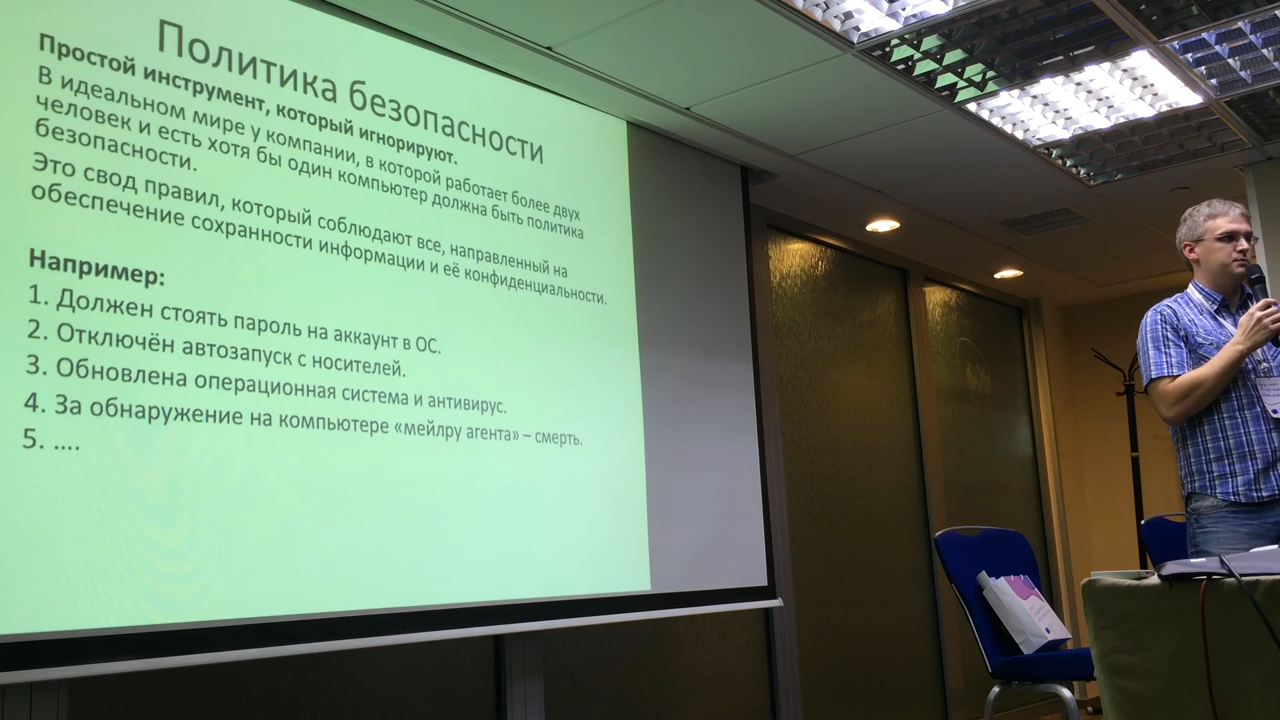 Политика безопасности
Простой инструмент, который игнорируют.
В идеальном мире у компании, в которой работает более двух
человек и есть хотя бы один компьютер должна быть политика
безопасности.
Это свод правил, который соблюдают все, направленный на
обеспечение сохранности информации и её конфиденциальности.
Например:
1. Должен стоять пароль на аккаунт в ОС.
2. Отключён автозапуск с носителей.
3. Обновлена операционная система и антивирус.
4. За обнаружение на компьютере «мейлру агента» – смерть.
5. ....